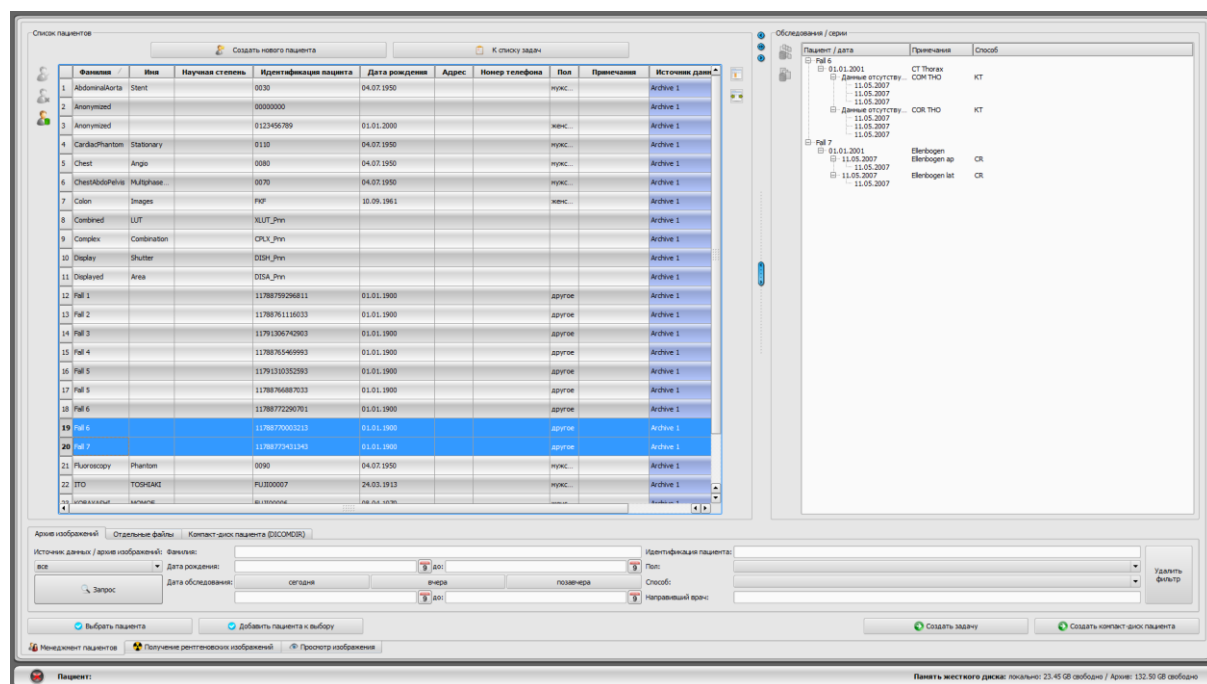 Список пациентов
Создать нового пациента К списку задач
Фамилия Имя Научная степень Идентификация пацинта Дата рождения Адрес Номер телефона Пол Примечания Источник данн
1 AbdominalAorta Stent 0030 04.07.1950 мужс... Archive 1
2 Anonymized 00000000 Archive 1
3 Anonymized 0123456789 01.01.2000 женс... Archive 1
4 CardiacPhantom Stationary 0110 04.07.1950 мужс... Archive 1
5 Chest Angio 0080 04.07.1950 мужс... Archive 1
6 ChestAbdoPelvis Multiphase... 0070 04.07.1950 мужс... Archive 1
7 Colon Images PKF 10.09.1961 женс... Archive 1
8 Combined LUT XLUT_Pnn Archive 1
9 Complex Combination CPLX_Pnn Archive 1
10 Display Shutter DISH_Pnn Archive 1
11 Displayed Area DISA_Pnn Archive 1
12 Fall 1 11788759296811 01.01.1900 другое Archive 1
13 Fall 2 11788761116033 01.01.1900 другое Archive 1
14 Fall 3 11791306742903 01.01.1900 другое Archive 1
15 Fall 4 11788765469993 01.01.1900 другое Archive 1
16 Fall 5 11791310352593 01.01.1900 другое Archive 1
17 Fall 5 11788766887033 01.01.1900 другое Archive 1
18 Fall 6 11788772290701 01.01.1900 другое Archive 1
19 Fall 6 11788770003213 01.01.1900 другое Archive 1
20 Fall 7 11788773431343 01.01.1900 другое Archive 1
21 Fluoroscopy Phantom 0090 04.07.1950 мужс... Archive 1
22 ITO TOSHIAKI FUJI00007 24.03.1913 мужс... Archive 1
Обследования / серии
Пациент / дата Примечания Способ
Fall 6
01.01.2001 CT Thorax
Данные отсутству... COM THO КТ
11.05.2007
11.05.2007
11.05.2007
Данные отсутству... COR THO КТ
11.05.2007
11.05.2007
11.05.2007
Fall 7
01.01.2001 Ellenbogen
11.05.2007 Ellenbogen ap CR
11.05.2007
11.05.2007 Ellenbogen lat CR
11.05.2007
Архив изображений Отдельные файлы Компакт-диск пациента (DICOMDIR)
Источник данных / архив изображений: Фамилия: Идентификация пациента:
все Дата рождения: 9 до: 9 Пол:
Запрос Дата обследования: сегодня вчера позавчера Способ:
9 до: 9 Направивший врач:
Удалить
фильтр
Выбрать пациента Добавить пациента к выбору Создать задачу Создать компакт-диск пациента
Менеджмент пациентов Получение рентгеновских изображений Просмотр изображения
Пациент: Память жесткого диска: локально: 23.45 GB свободно / Архив: 132.50 GB свободно